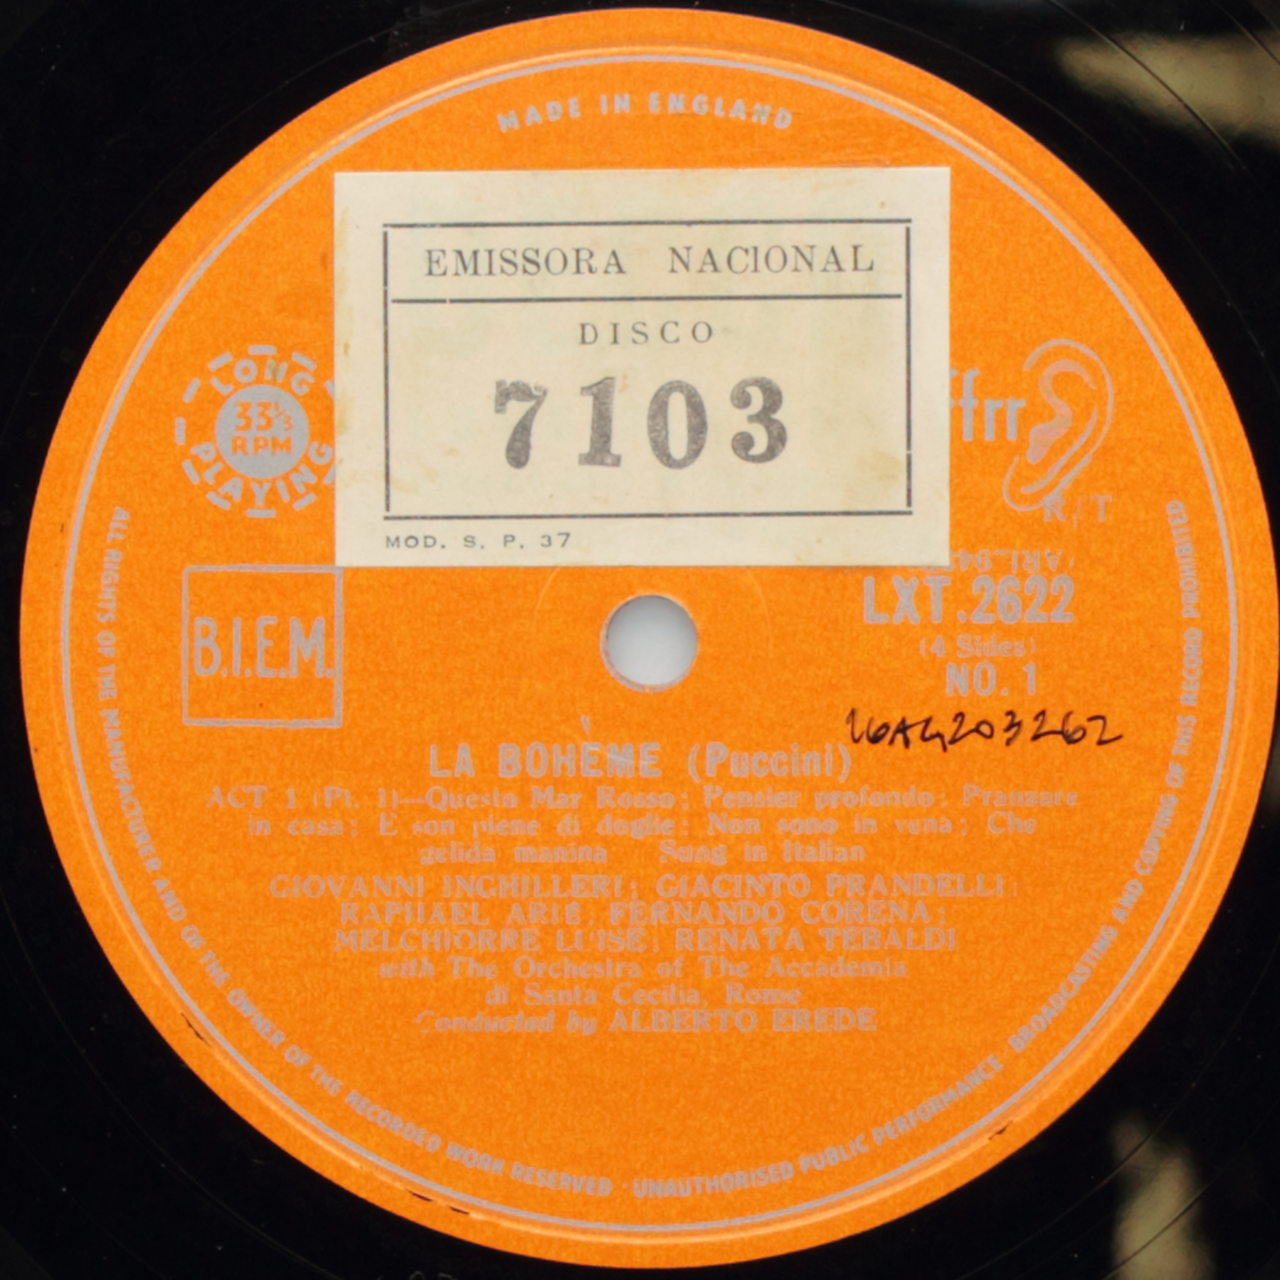 MADE IN ENGLAND
EMISSORA NACIONAL
DISCO
7103
MOD. S. P. 37
LONG
33⅓
RPM
PLAYING
ffrr
R/T
B.I.E.M.
LXT.2622
(4 Sides)
NO. 1
LA BOHÈME (Puccini)
ACT 1 (Pt. 1)—Questo Mar Rosso; Pensier profondo; Pranzare
in casa; E son piene di doglie; Non sono in vena; Che
gelida manina Sung in Italian
GIOVANNI INGHILLERI; GIACINTO PRANDELLI;
RAPHAEL ARIE; FERNANDO CORENA;
MELCHIORRE LUISE; RENATA TEBALDI
with The Orchestra of The Accademia
di Santa Cecilia, Rome
Conducted by ALBERTO EREDE
ALL RIGHTS OF THE MANUFACTURER AND OF THE OWNER OF THE RECORDED WORK RESERVED · UNAUTHORISED PUBLIC PERFORMANCE · BROADCASTING AND COPYING OF THIS RECORD PROHIBITED